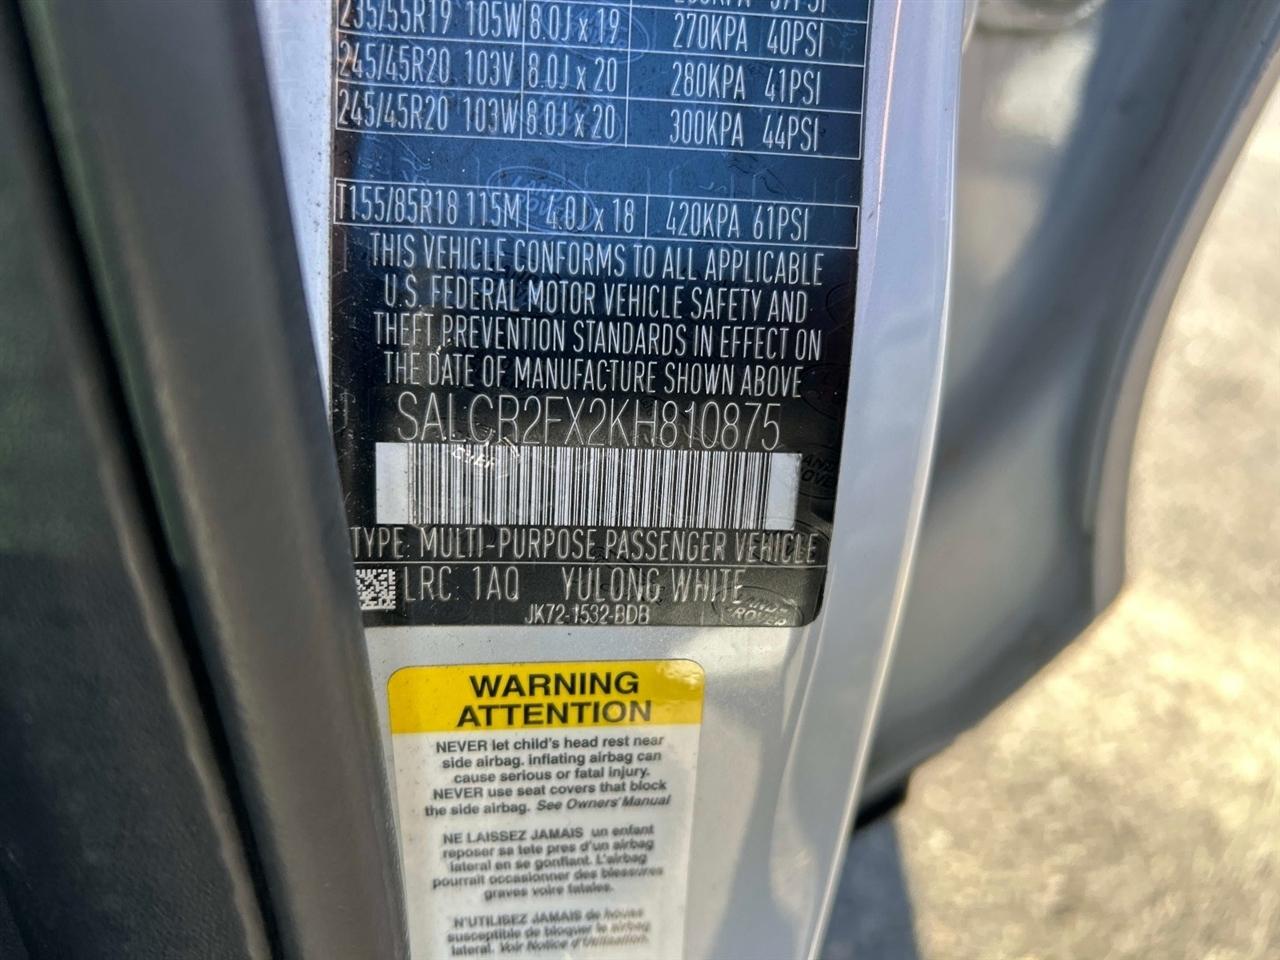 37PSI
235/55R19 105W 8.0J x 19 270KPA 40PSI
245/45R20 103V 8.0J x 20 280KPA 41PSI
245/45R20 103W 8.0J x 20 300KPA 44PSI
T155/85R18 115M 4.0J x 18 420KPA 61PSI
THIS VEHICLE CONFORMS TO ALL APPLICABLE
U.S. FEDERAL MOTOR VEHICLE SAFETY AND
THEFT PREVENTION STANDARDS IN EFFECT ON
THE DATE OF MANUFACTURE SHOWN ABOVE
SALCR2FX2KH810875
TYPE: MULTI-PURPOSE PASSENGER VEHICLE
LRC: 1AQ YULONG WHITE
JK72-1532-BDB
LAND
ROVER
WARNING
ATTENTION
NEVER let child's head rest near
side airbag. inflating airbag can
cause serious or fatal injury.
NEVER use seat covers that block
the side airbag. See Owners' Manual
NE LAISSEZ JAMAIS un enfant
reposer sa tete pres d'un airbag
lateral en se gonflant. L'airbag
pourrait occasionner des blessures
graves voire fatales.
N'UTILISEZ JAMAIS de houss
susceptible de bloquer le airbag
lateral. Voir Notice d'Utilisation.